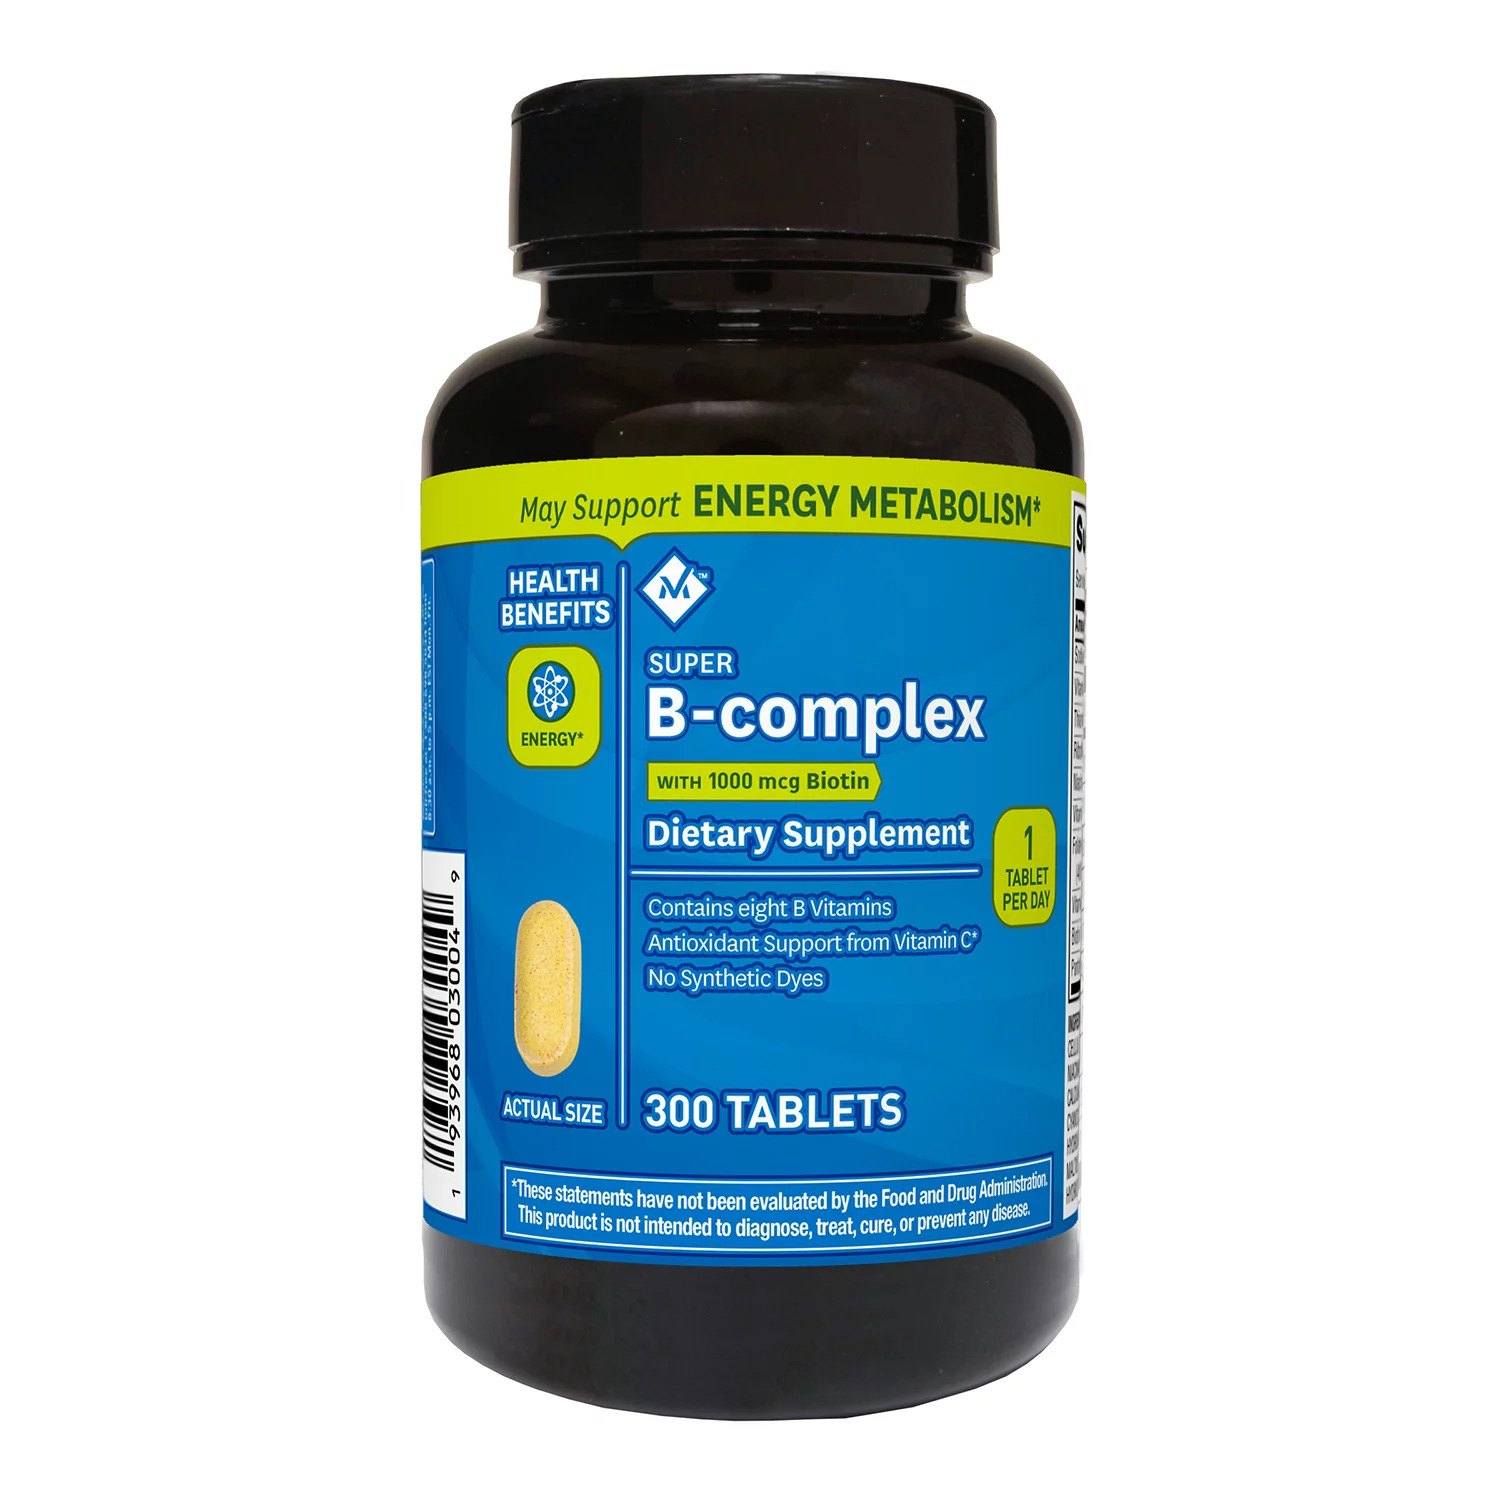 May Support ENERGY METABOLISM*
HEALTH
BENEFITS
ENERGY*
ACTUAL SIZE
M™
SUPER
B-complex
WITH 1000 mcg Biotin
Dietary Supplement
1
TABLET
PER DAY
Contains eight B Vitamins
Antioxidant Support from Vitamin C*
No Synthetic Dyes
300 TABLETS
*These statements have not been evaluated by the Food and Drug Administration.
This product is not intended to diagnose, treat, cure, or prevent any disease.
1 93968 03004 9